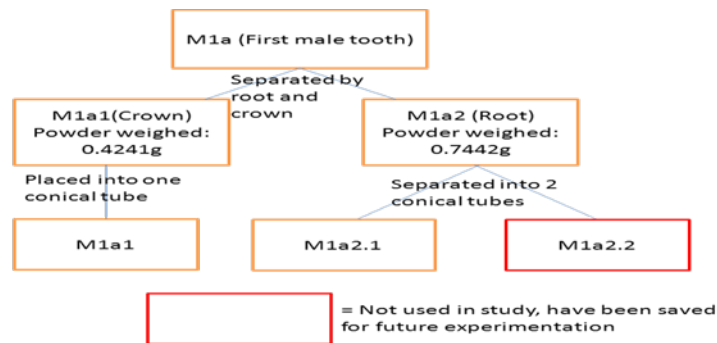 M1a (First male tooth)
Separated by
root and
crown
M1a1(Crown)
Powder weighed:
0.4241g
M1a2 (Root)
Powder weighed:
0.7442g
Placed into one
conical tube
Separated into 2
conical tubes
M1a1
M1a2.1
M1a2.2
= Not used in study, have been saved
for future experimentation